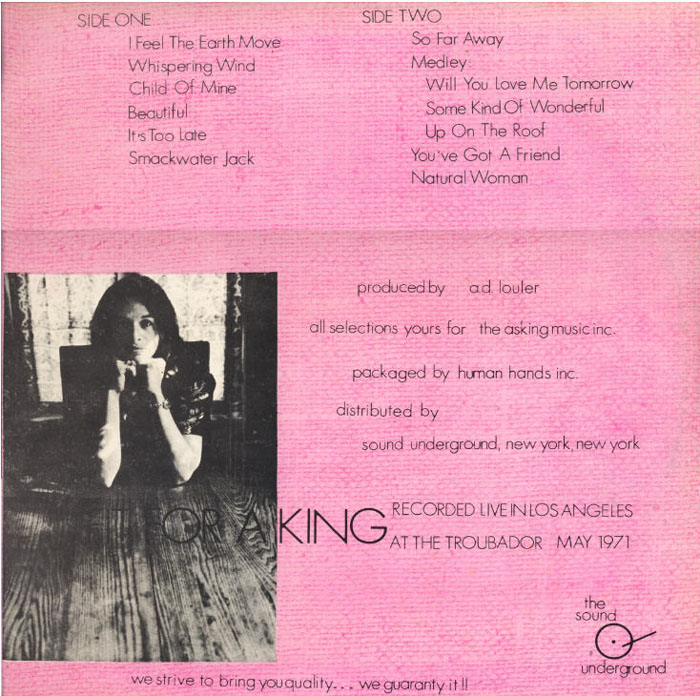 SIDE ONE
I Feel The Earth Move
Whispering Wind
Child Of Mine
Beautiful
It's Too Late
Smackwater Jack
SIDE TWO
So Far Away
Medley:
Will You Love Me Tomorrow
Some Kind Of Wonderful
Up On The Roof
You've Got A Friend
Natural Woman
produced by a.d. louler
all selections yours for the asking music inc.
packaged by human hands inc.
distributed by
sound underground, new york, new york
FOR A KING
RECORDED LIVE IN LOS ANGELES
AT THE TROUBADOR MAY 1971
the
sound
underground
we strive to bring you quality... we guaranty it!!